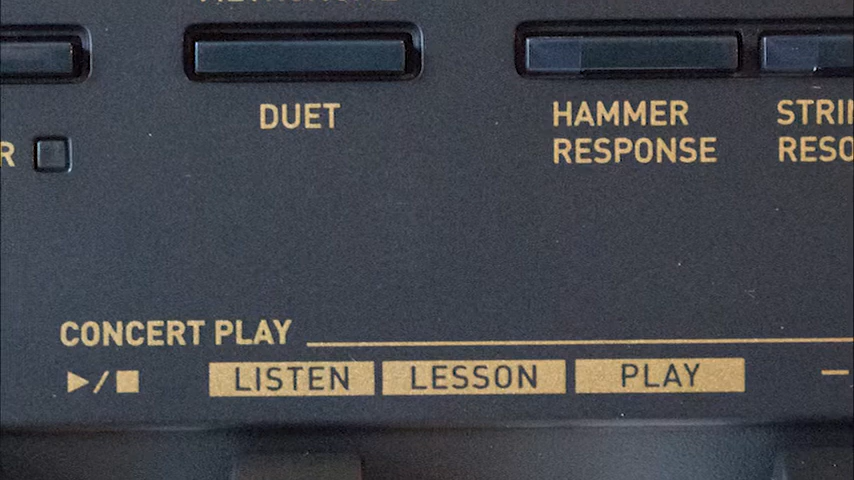 DUET
HAMMER
RESPONSE
CONCERT PLAY
LISTEN
LESSON
PLAY